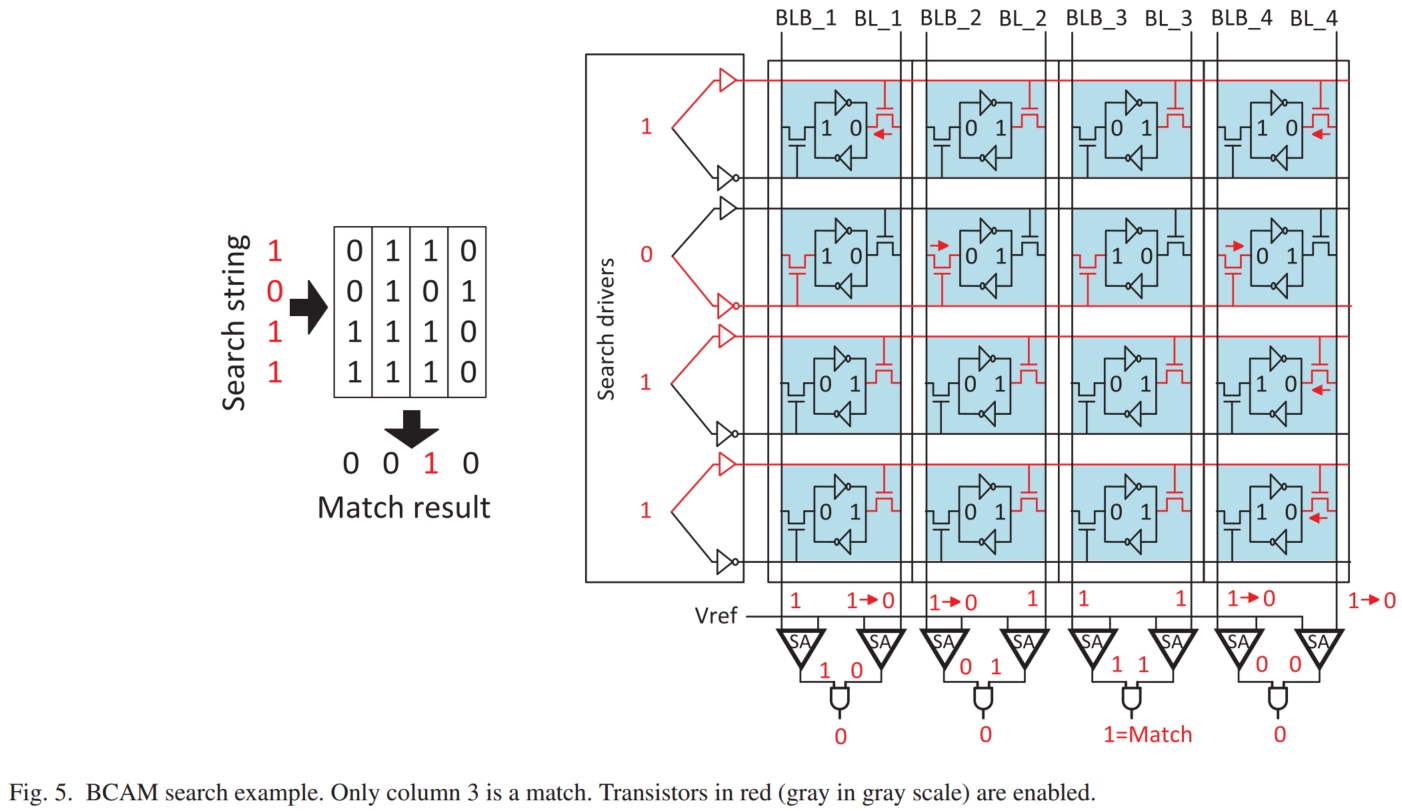 BLB_1 BL_1 BLB_2 BL_2 BLB_3 BL_3 BLB_4 BL_4
Search string
1 0 1 1 0
0 0 1 0 1
1 1 1 1 0
1 1 1 1 0
0 0 1 0
Match result
Search drivers
1 1 0 0 1 0 1 1 0
0 1 0 0 1 1 0 0 1
1 0 1 0 1 0 1 1 0
1 0 1 0 1 0 1 1 0
1 1→0 1→0 1 1 1 1→0 1→0
Vref
SA SA SA SA SA SA SA SA
1 0 0 1 1 1 0 0
0 0 1=Match 0
Fig. 5. BCAM search example. Only column 3 is a match. Transistors in red (gray in gray scale) are enabled.